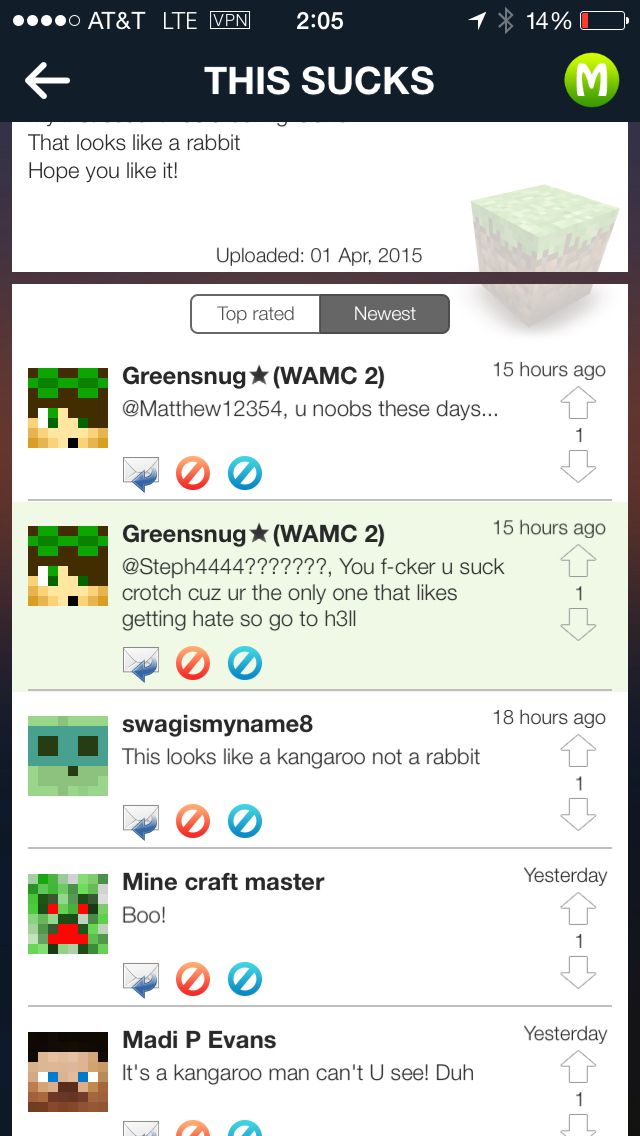 AT&T LTE VPN 2:05 14%
THIS SUCKS
M
That looks like a rabbit
Hope you like it!
Uploaded: 01 Apr, 2015
Top rated Newest
Greensnug★(WAMC 2) 15 hours ago
@Matthew12354, u noobs these days...
1
Greensnug★(WAMC 2) 15 hours ago
@Steph4444???????, You f-cker u suck
crotch cuz ur the only one that likes
getting hate so go to h3ll
1
swagismyname8 18 hours ago
This looks like a kangaroo not a rabbit
1
Mine craft master Yesterday
Boo!
1
Madi P Evans Yesterday
It's a kangaroo man can't U see! Duh
1